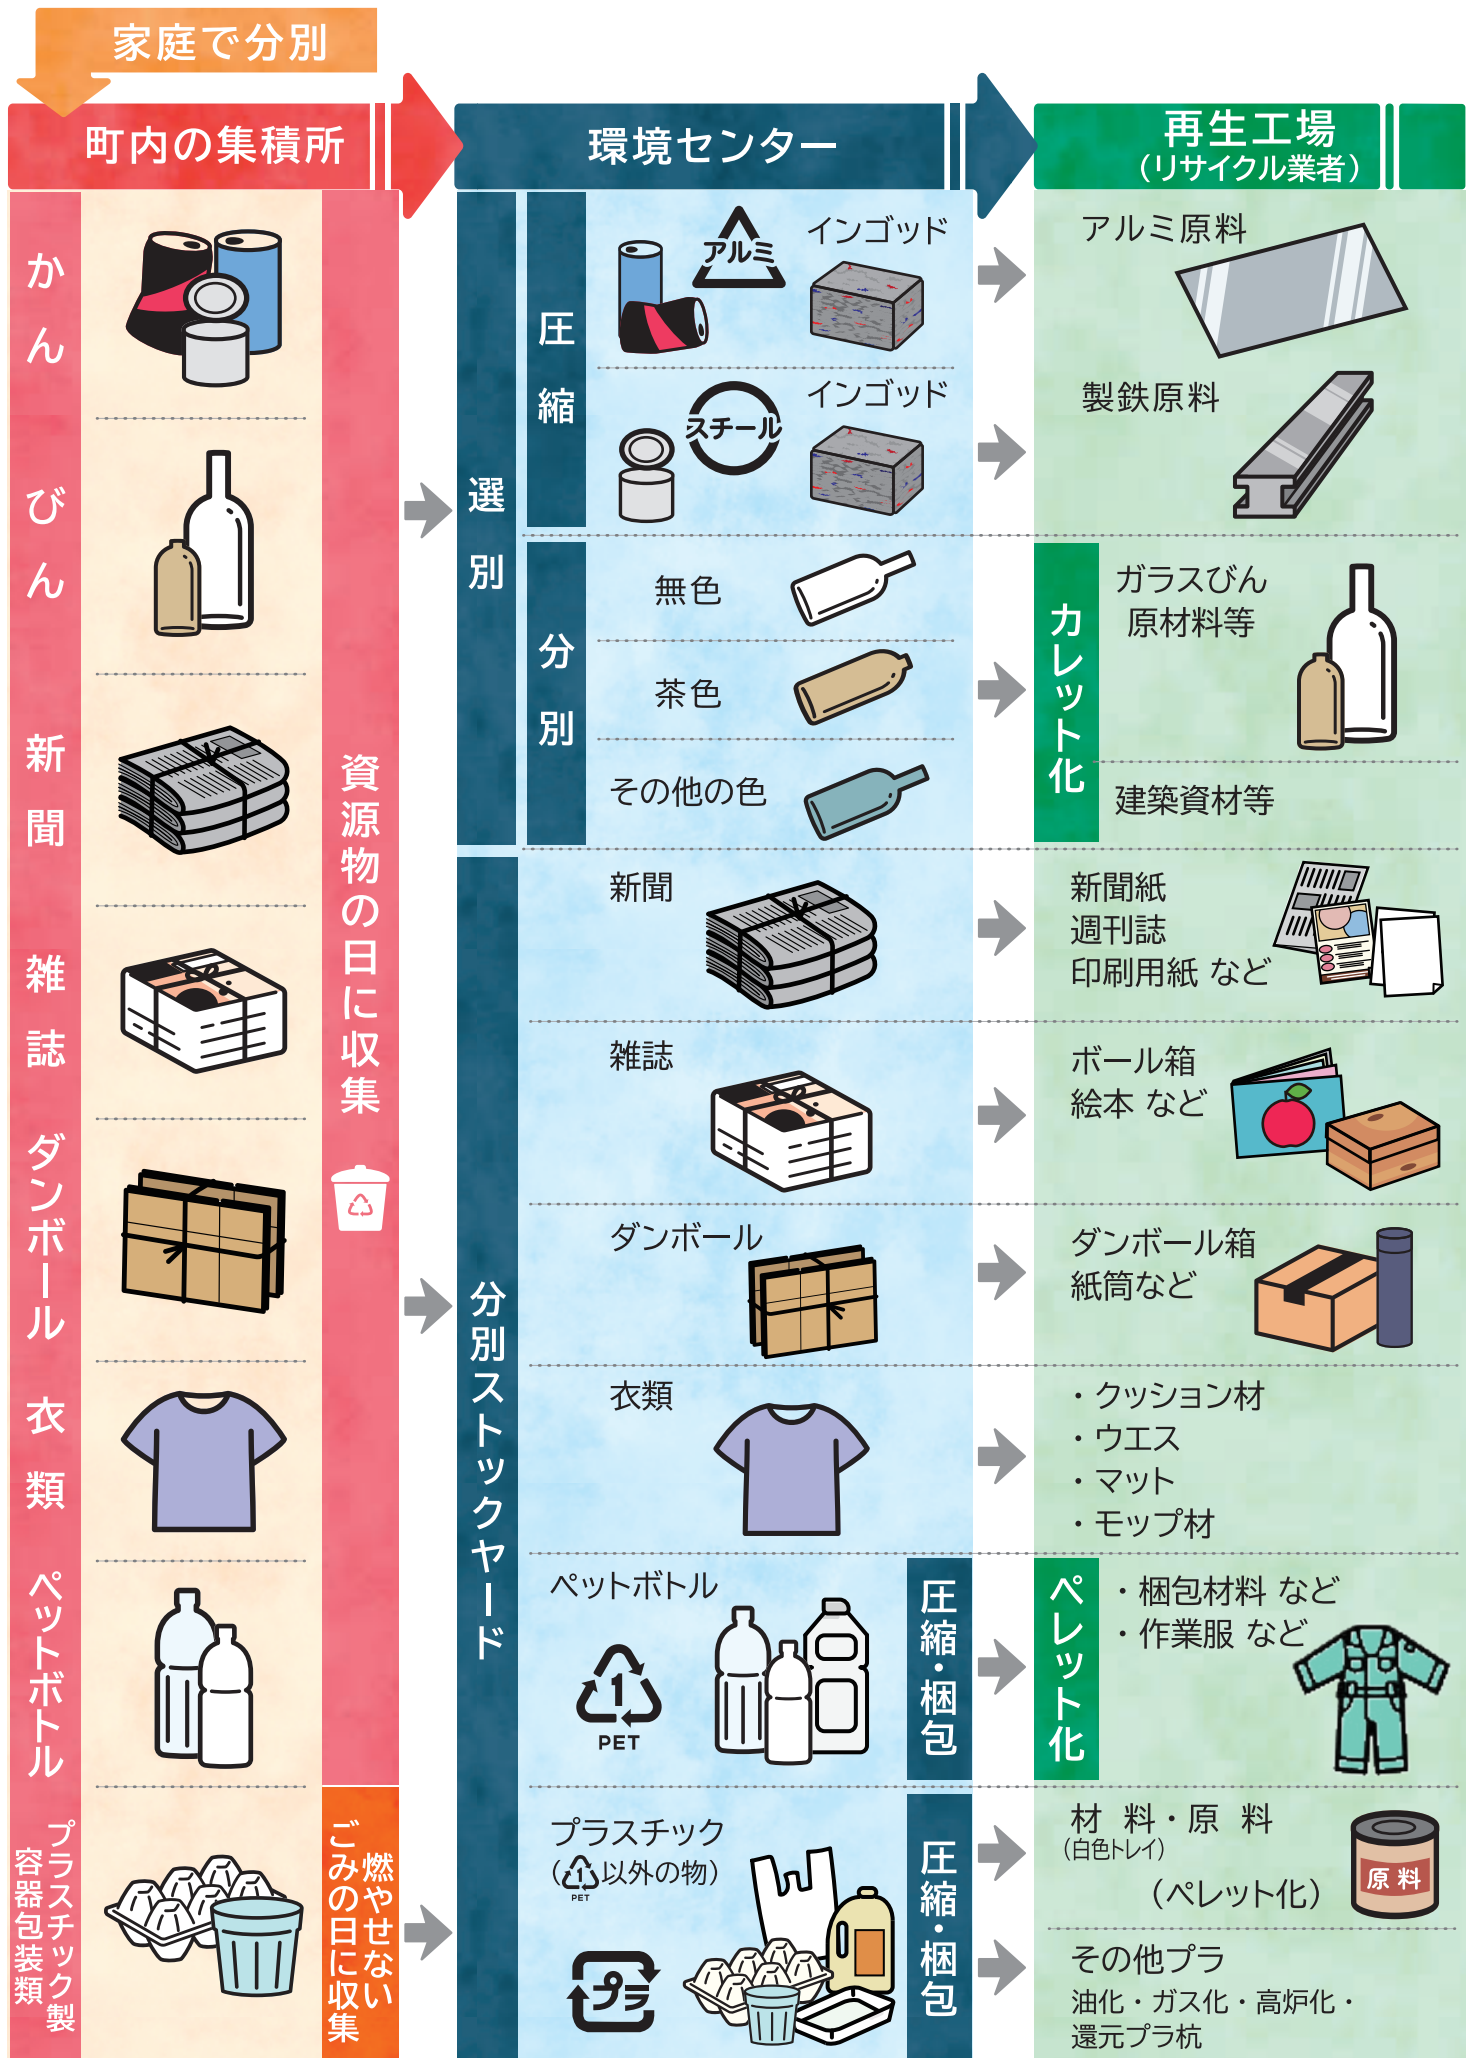 家庭で分別
町内の集積所
環境センター
再生工場
（リサイクル業者）
かん
びん
新聞
雑誌
ダンボール
衣類
ペットボトル
プラスチック製
容器包装類
資源物の日に収集
燃やせない
ごみの日に収集
選別
圧縮
アルミ
インゴッド
スチール
インゴッド
分別
無色
茶色
その他の色
分別ストックヤード
新聞
雑誌
ダンボール
衣類
ペットボトル
1
PET
圧縮・梱包
プラスチック
（1以外の物）
PET
プラ
圧縮・梱包
アルミ原料
製鉄原料
カレット化
ガラスびん
原材料等
建築資材等
新聞紙
週刊誌
印刷用紙 など
ボール箱
絵本 など
ダンボール箱
紙筒など
・クッション材
・ウエス
・マット
・モップ材
ペレット化
・梱包材料 など
・作業服 など
材料・原料
（白色トレイ）
（ペレット化）
原料
その他プラ
油化・ガス化・高炉化・
還元プラ杭